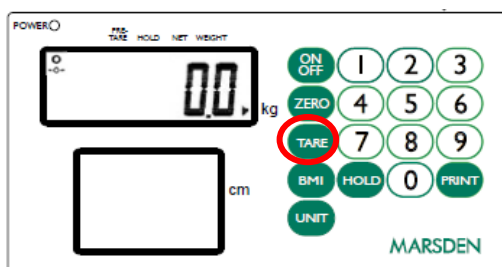 POWER
PRE-TARE HOLD NET WEIGHT
0
0.0 kg
cm
ON OFF 1 2 3
ZERO 4 5 6
TARE 7 8 9
BMI HOLD 0 PRINT
UNIT
MARSDEN